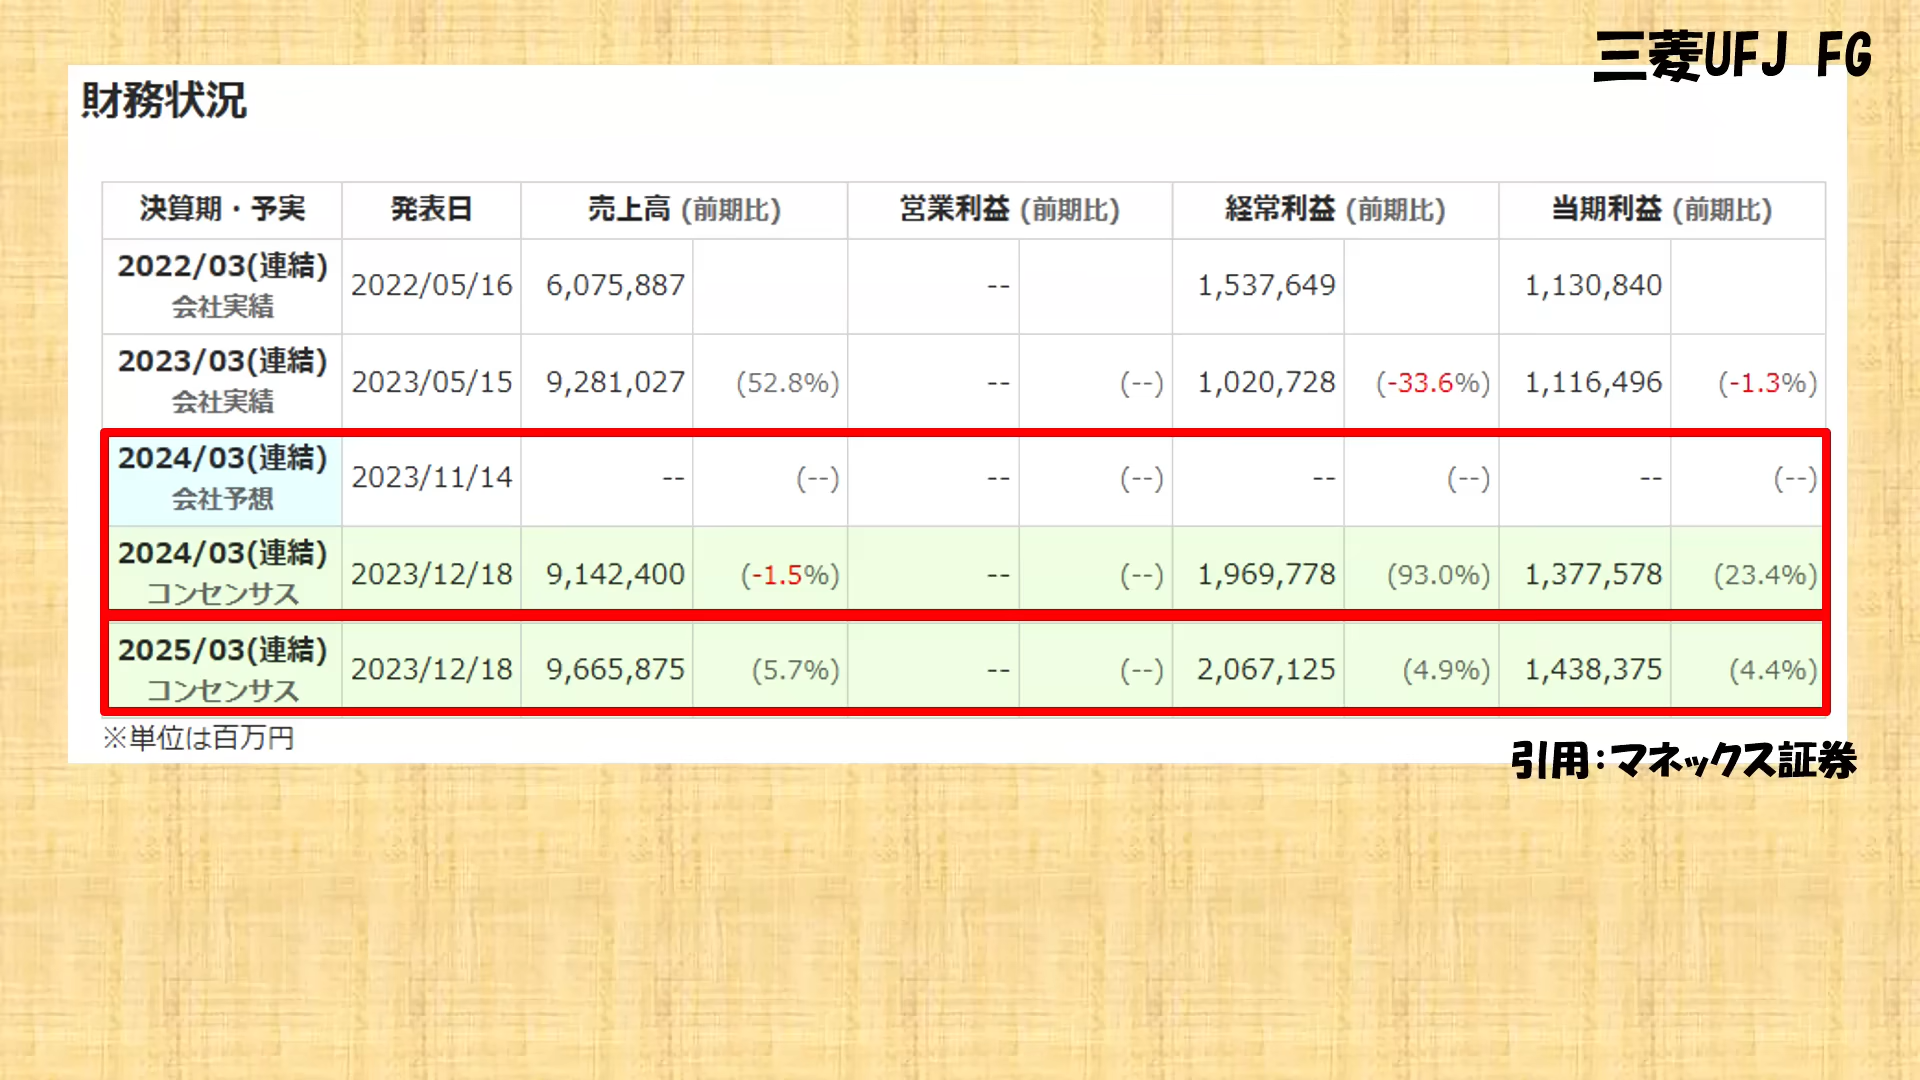 三菱UFJ FG
財務状況
決算期・予実 発表日 売上高 (前期比) 営業利益 (前期比) 経常利益 (前期比) 当期利益 (前期比)
2022/03(連結)
会社実績
2022/05/16 6,075,887 -- 1,537,649 1,130,840
2023/03(連結)
会社実績
2023/05/15 9,281,027 (52.8%) -- (--) 1,020,728 (-33.6%) 1,116,496 (-1.3%)
2024/03(連結)
会社予想
2023/11/14 -- (--) -- (--) -- (--) -- (--)
2024/03(連結)
コンセンサス
2023/12/18 9,142,400 (-1.5%) -- (--) 1,969,778 (93.0%) 1,377,578 (23.4%)
2025/03(連結)
コンセンサス
2023/12/18 9,665,875 (5.7%) -- (--) 2,067,125 (4.9%) 1,438,375 (4.4%)
※単位は百万円
引用:マネックス証券